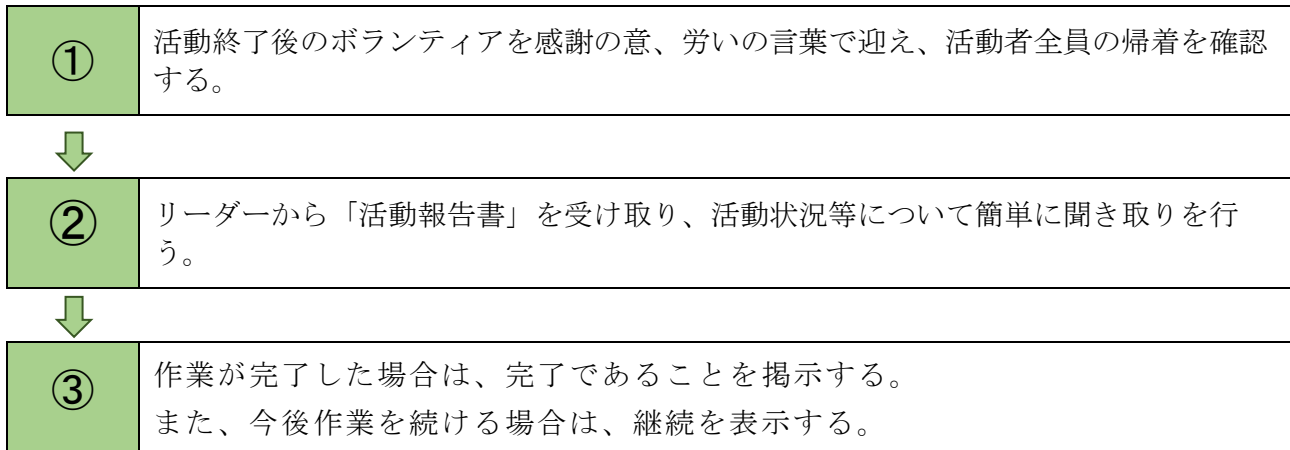 ①
活動終了後のボランティアを感謝の意、労いの言葉で迎え、活動者全員の帰着を確認
する。
②
リーダーから「活動報告書」を受け取り、活動状況等について簡単に聞き取りを行
う。
③
作業が完了した場合は、完了であることを掲示する。
また、今後作業を続ける場合は、継続を表示する。